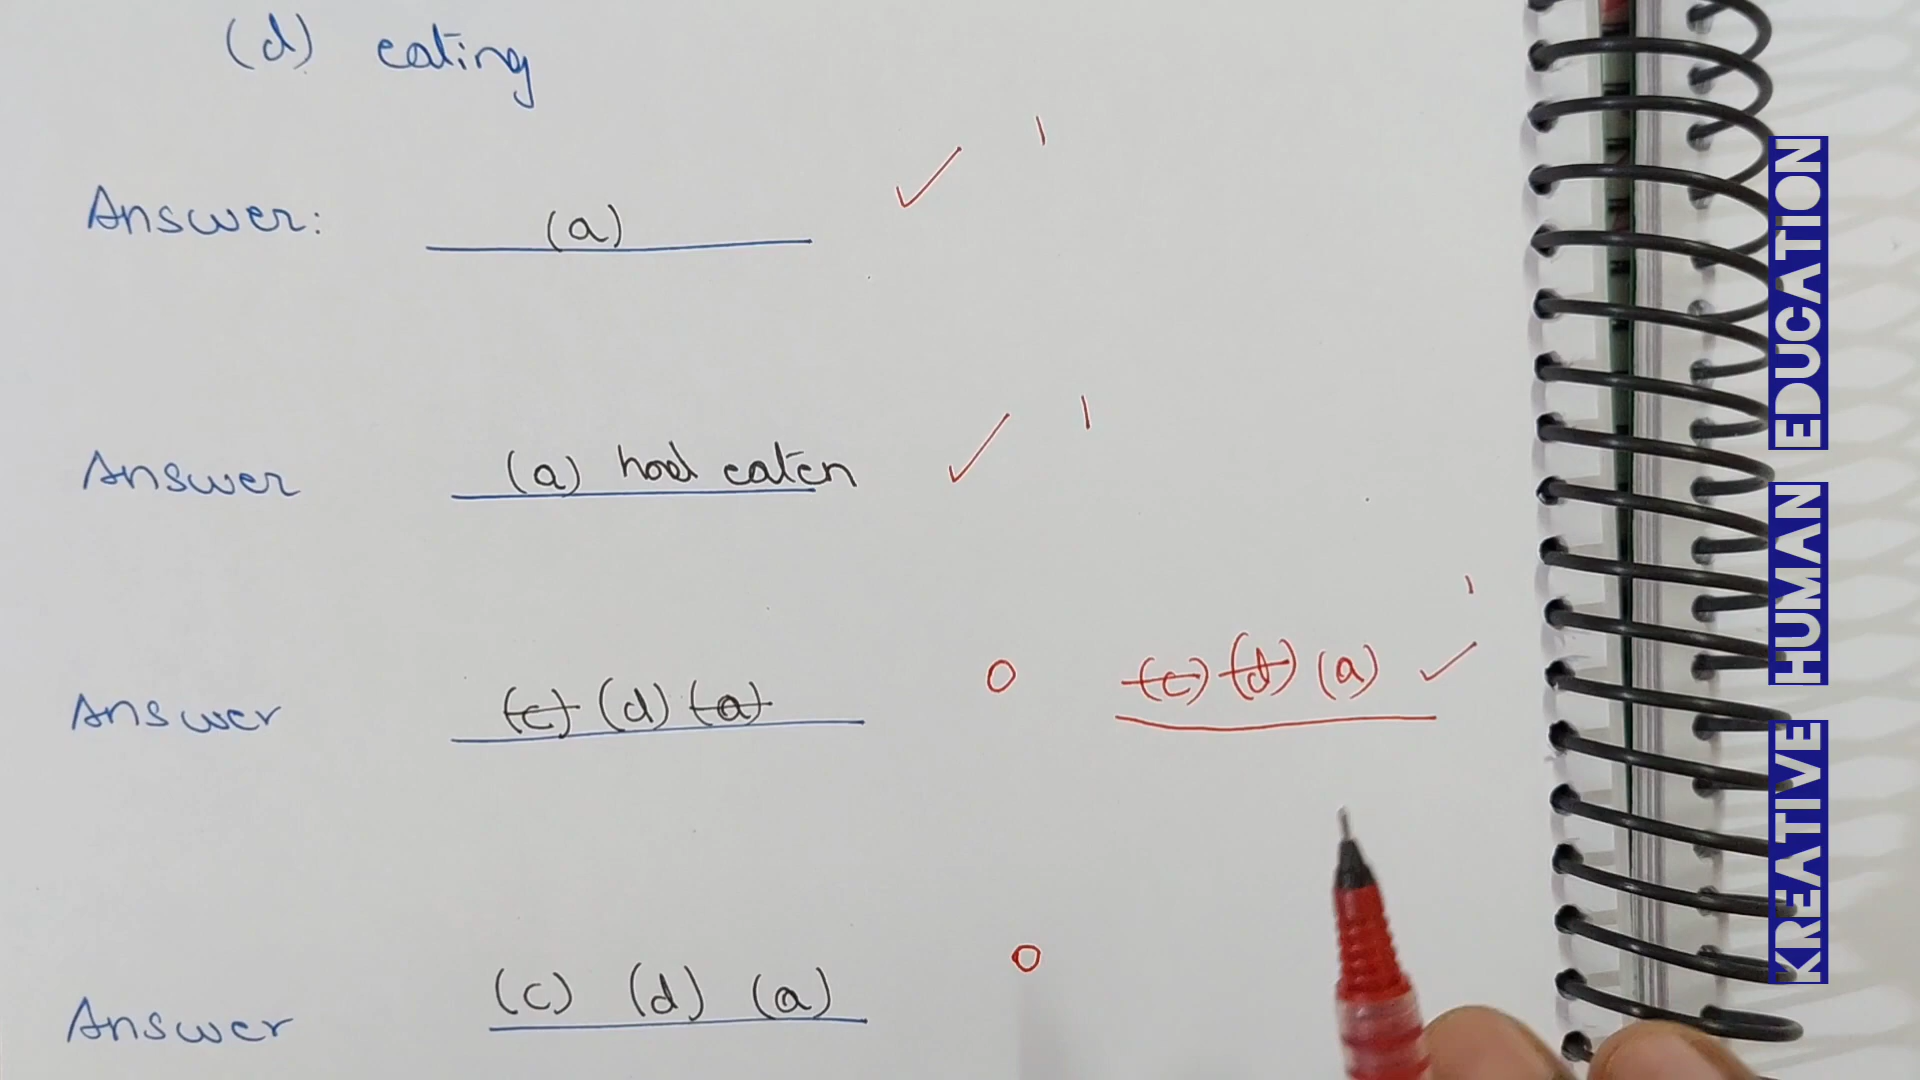 (d) eating
Answer: (a) ✓ 1
Answer (a) had eaten ✓ 1
Answer (c) (d) (a) 0 (c) (d) (a) ✓ 1
Answer (c) (d) (a) 0
KREATIVE HUMAN EDUCATION